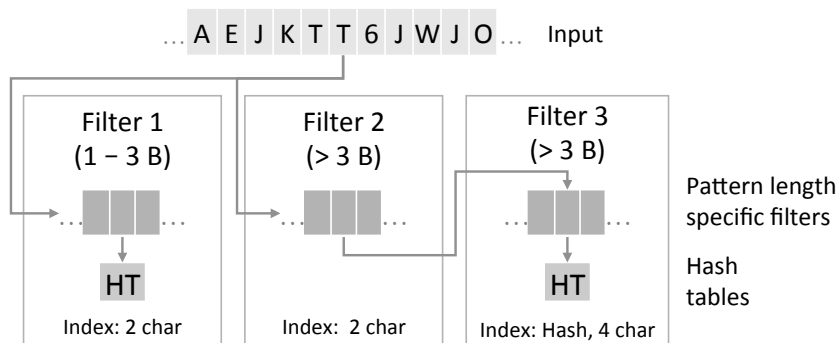 ... A E J K T T 6 J W J O ... Input
Filter 1
(1 − 3 B)
Filter 2
(> 3 B)
Filter 3
(> 3 B)
... ...
... ...
... ...
Pattern length
specific filters
HT
HT
Hash
tables
Index: 2 char
Index: 2 char
Index: Hash, 4 char